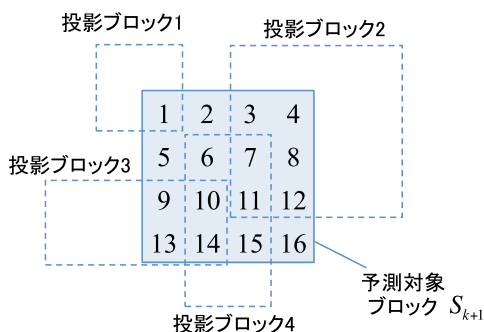 投影ブロック1
投影ブロック2
1 2 3 4
投影ブロック3
5 6 7 8
9 10 11 12
13 14 15 16
予測対象
ブロック S_{k+1}
投影ブロック4